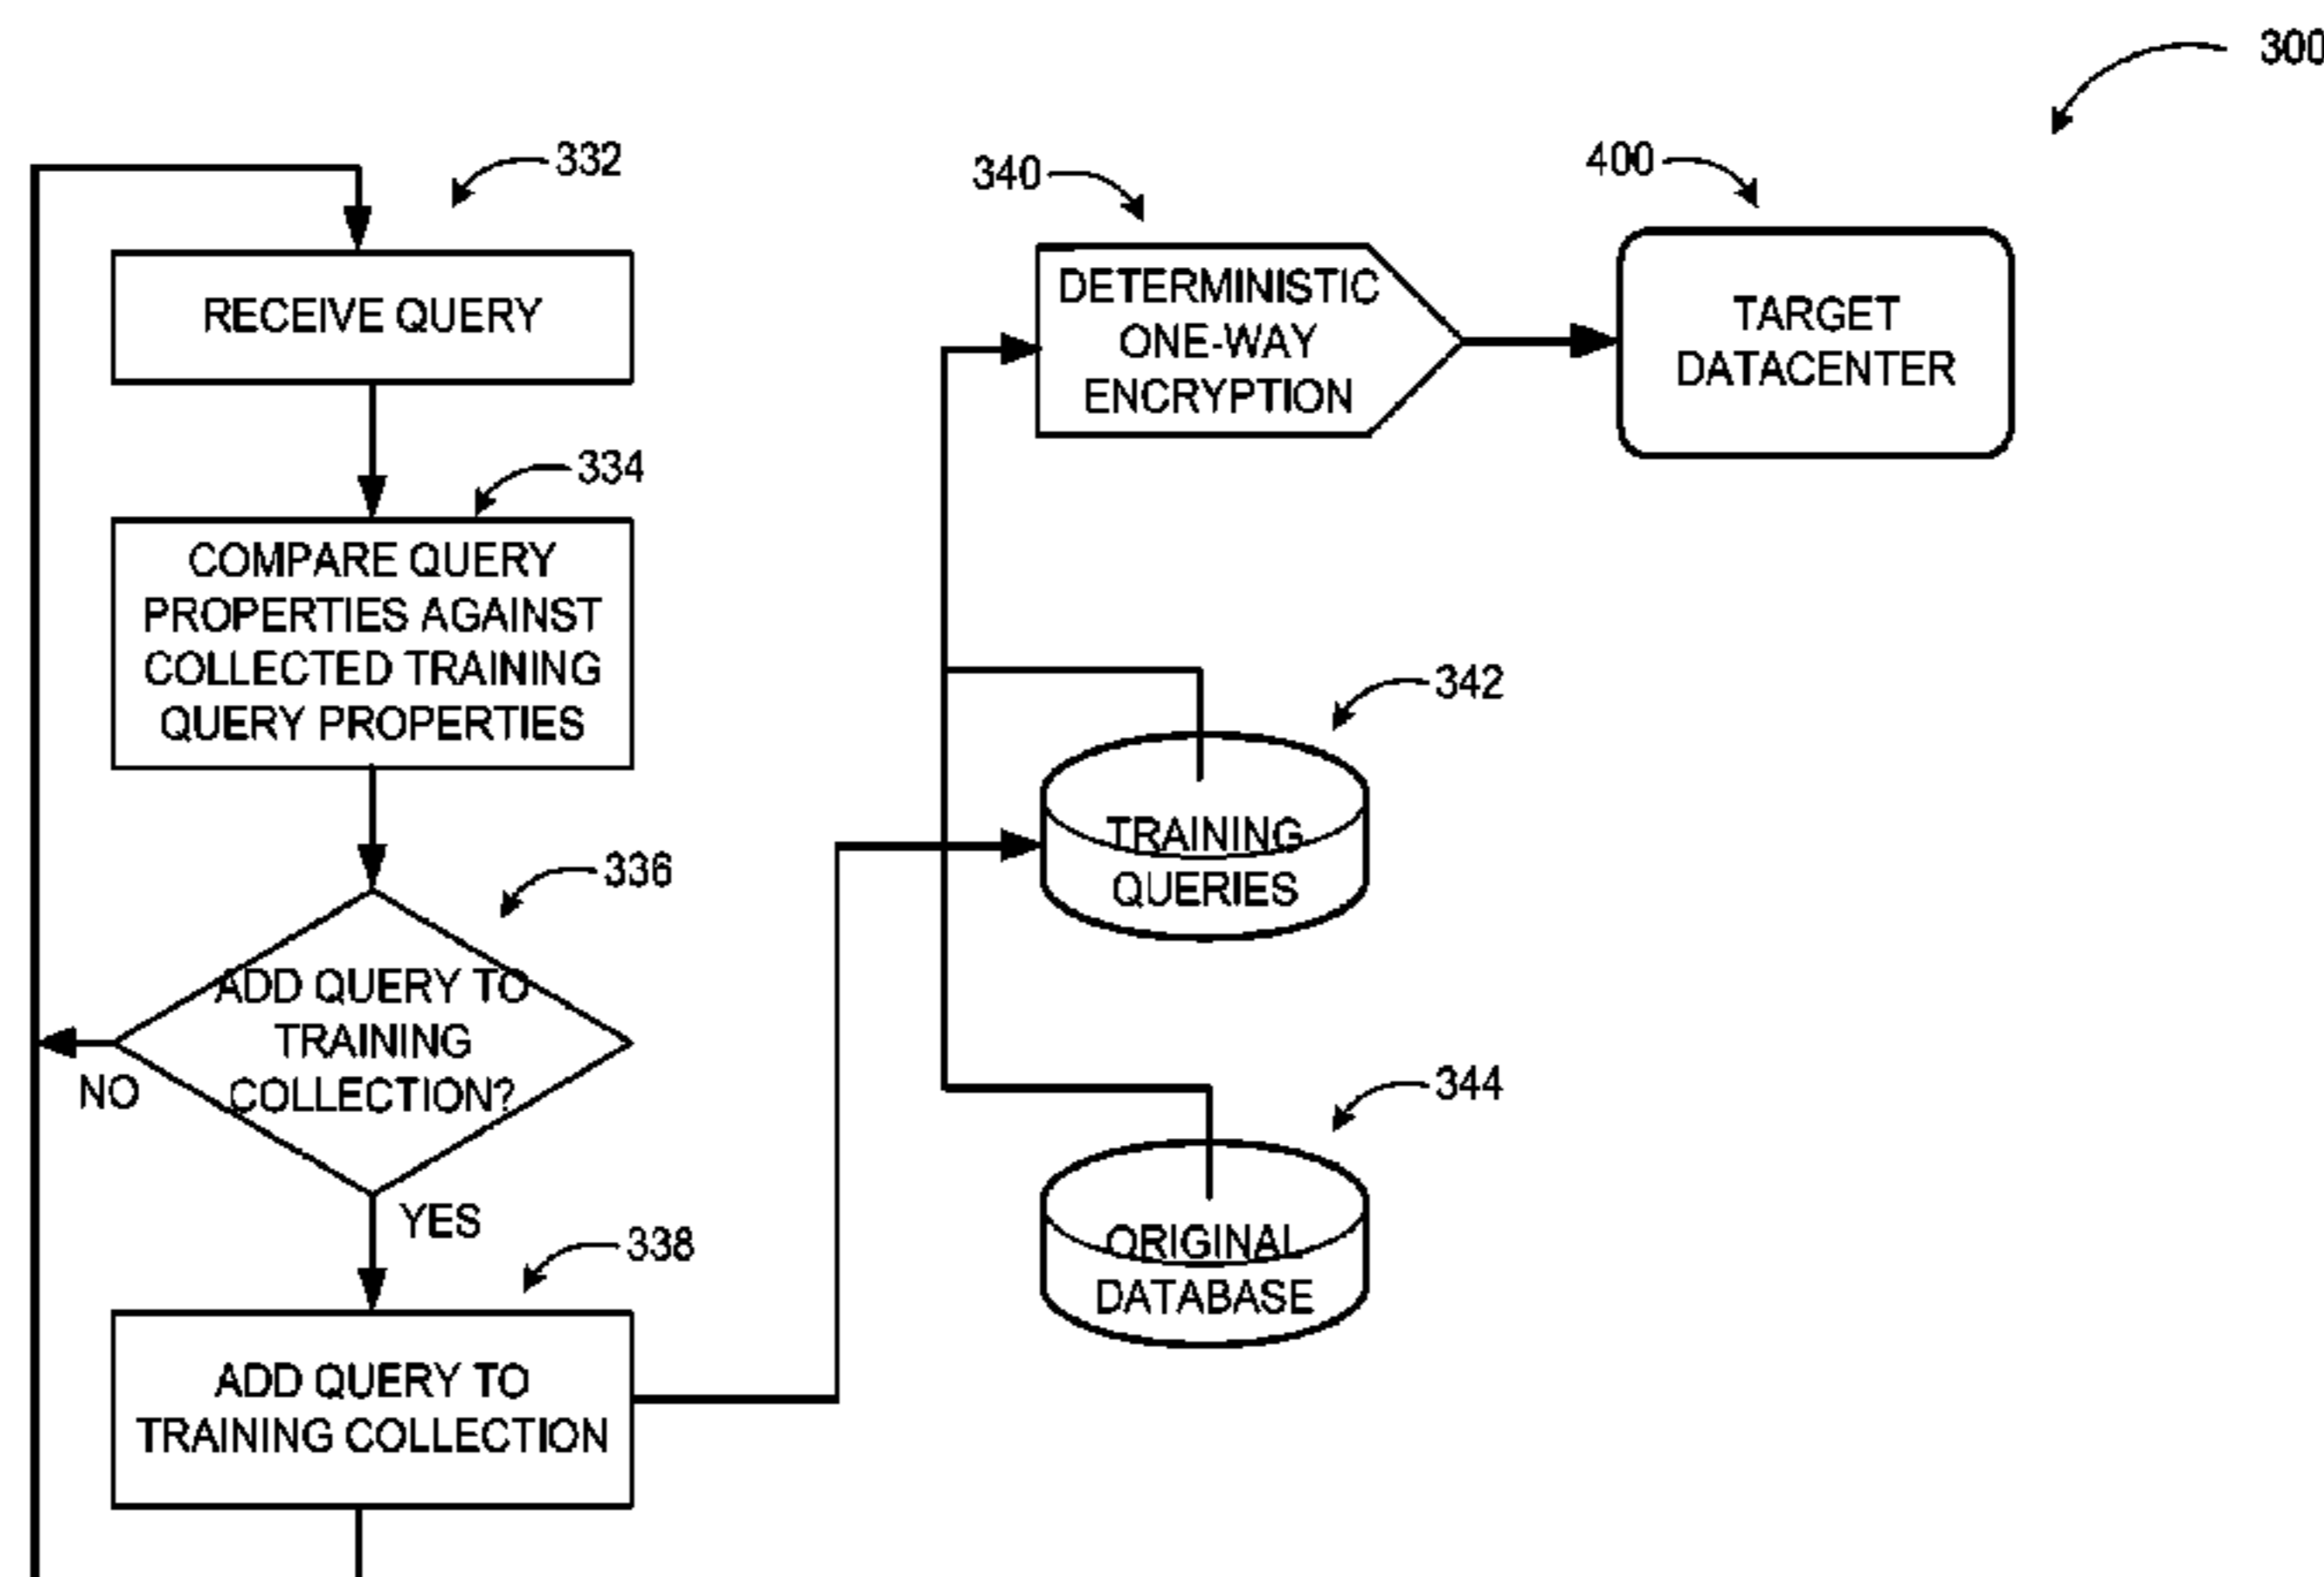 300
332
RECEIVE QUERY
334
COMPARE QUERY
PROPERTIES AGAINST
COLLECTED TRAINING
QUERY PROPERTIES
336
ADD QUERY TO
TRAINING
COLLECTION?
NO
YES
338
ADD QUERY TO
TRAINING COLLECTION
340
DETERMINISTIC
ONE-WAY
ENCRYPTION
400
TARGET
DATACENTER
342
TRAINING
QUERIES
344
ORIGINAL
DATABASE